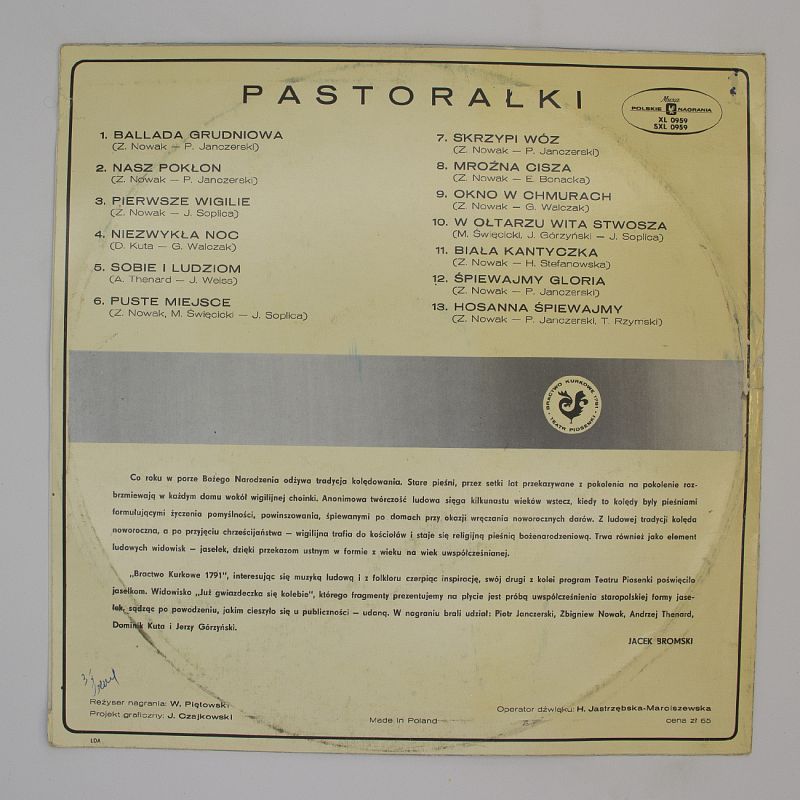 PASTORAŁKI
Muza
POLSKIE NAGRANIA
XL 0959
SXL 0959
1. BALLADA GRUDNIOWA
(Z. Nowak — P. Janczerski)
2. NASZ POKŁON
(Z. Nowak — P. Janczerski)
3. PIERWSZE WIGILIE
(Z. Nowak — J. Soplica)
4. NIEZWYKŁA NOC
(D. Kuta — G. Walczak)
5. SOBIE I LUDZIOM
(A. Thenard — J. Weiss)
6. PUSTE MIEJSCE
(Z. Nowak, M. Święcicki — J. Soplica)
7. SKRZYPI WÓZ
(Z. Nowak — P. Janczerski)
8. MROŹNA CISZA
(Z. Nowak — E. Bonacka)
9. OKNO W CHMURACH
(Z. Nowak — G. Walczak)
10. W OŁTARZU WITA STWOSZA
(M. Święcicki, J. Górzyński — J. Soplica)
11. BIAŁA KANTYCZKA
(Z. Nowak — H. Stefanowska)
12. ŚPIEWAJMY GLORIA
(Z. Nowak — P. Janczerski)
13. HOSANNA ŚPIEWAJMY
(Z. Nowak — P. Janczerski, T. Rzymski)
BRACTWO KURKOWE 1791
TEATR PIOSENKI
Co roku w porze Bożego Narodzenia odżywa tradycja kolędowania. Stare pieśni, przez setki lat przekazywane z pokolenia na pokolenie roz-
brzmiewają w każdym domu wokół wigilijnej choinki. Anonimowa twórczość ludowa sięga kilkunastu wieków wstecz, kiedy to kolędy były pieśniami
formułującymi życzenia pomyślności, powinszowania, śpiewanymi po domach przy okazji wręczania noworocznych darów. Z ludowej tradycji kolęda
noworoczna, a po przyjęciu chrześcijaństwa — wigilijna trafia do kościołów i staje się religijną pieśnią bożenarodzeniową. Trwa również jako element
ludowych widowisk — jasełek, dzięki przekazom ustnym w formie z wieku na wiek uwspółcześnianej.
„Bractwo Kurkowe 1791", interesując się muzyką ludową i z folkloru czerpiąc inspirację, swój drugi z kolei program Teatru Piosenki poświęciło
jasełkom. Widowisko „Już gwiazdeczka się kolebie", którego fragmenty prezentujemy na płycie jest próbą uwspółcześnienia staropolskiej formy jase-
łek, sądząc po powodzeniu, jakim cieszyło się u publiczności — udaną. W nagraniu brali udział: Piotr Janczerski, Zbigniew Nowak, Andrzej Thenard,
Dominik Kuta i Jerzy Górzyński.
JACEK BROMSKI
Reżyser nagrania: W. Piętowski
Projekt graficzny: J. Czajkowski
Made in Poland
Operator dźwięku: H. Jastrzębska-Marciszewska
cena zł 65
LDA